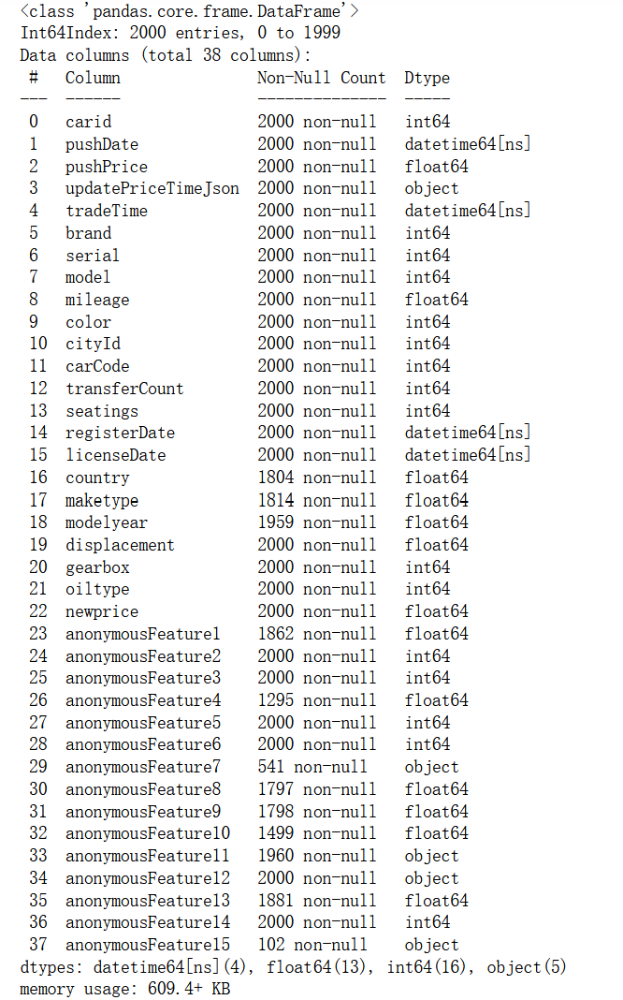 <class 'pandas.core.frame.DataFrame'>
Int64Index: 2000 entries, 0 to 1999
Data columns (total 38 columns):
 #   Column               Non-Null Count  Dtype
---  ------               --------------  -----
 0   carid                2000 non-null   int64
 1   pushDate             2000 non-null   datetime64[ns]
 2   pushPrice            2000 non-null   float64
 3   updatePriceTimeJson  2000 non-null   object
 4   tradeTime            2000 non-null   datetime64[ns]
 5   brand                2000 non-null   int64
 6   serial               2000 non-null   int64
 7   model                2000 non-null   int64
 8   mileage              2000 non-null   float64
 9   color                2000 non-null   int64
 10  cityId               2000 non-null   int64
 11  carCode              2000 non-null   int64
 12  transferCount        2000 non-null   int64
 13  seatings             2000 non-null   int64
 14  registerDate         2000 non-null   datetime64[ns]
 15  licenseDate          2000 non-null   datetime64[ns]
 16  country              1804 non-null   float64
 17  maketype             1814 non-null   float64
 18  modelyear            1959 non-null   float64
 19  displacement         2000 non-null   float64
 20  gearbox              2000 non-null   int64
 21  oiltype              2000 non-null   int64
 22  newprice             2000 non-null   float64
 23  anonymousFeature1    1862 non-null   float64
 24  anonymousFeature2    2000 non-null   int64
 25  anonymousFeature3    2000 non-null   int64
 26  anonymousFeature4    1295 non-null   float64
 27  anonymousFeature5    2000 non-null   int64
 28  anonymousFeature6    2000 non-null   int64
 29  anonymousFeature7    541 non-null    object
 30  anonymousFeature8    1797 non-null   float64
 31  anonymousFeature9    1798 non-null   float64
 32  anonymousFeature10   1499 non-null   float64
 33  anonymousFeature11   1960 non-null   object
 34  anonymousFeature12   2000 non-null   object
 35  anonymousFeature13   1881 non-null   float64
 36  anonymousFeature14   2000 non-null   int64
 37  anonymousFeature15   102 non-null    object
dtypes: datetime64[ns](4), float64(13), int64(16), object(5)
memory usage: 609.4+ KB